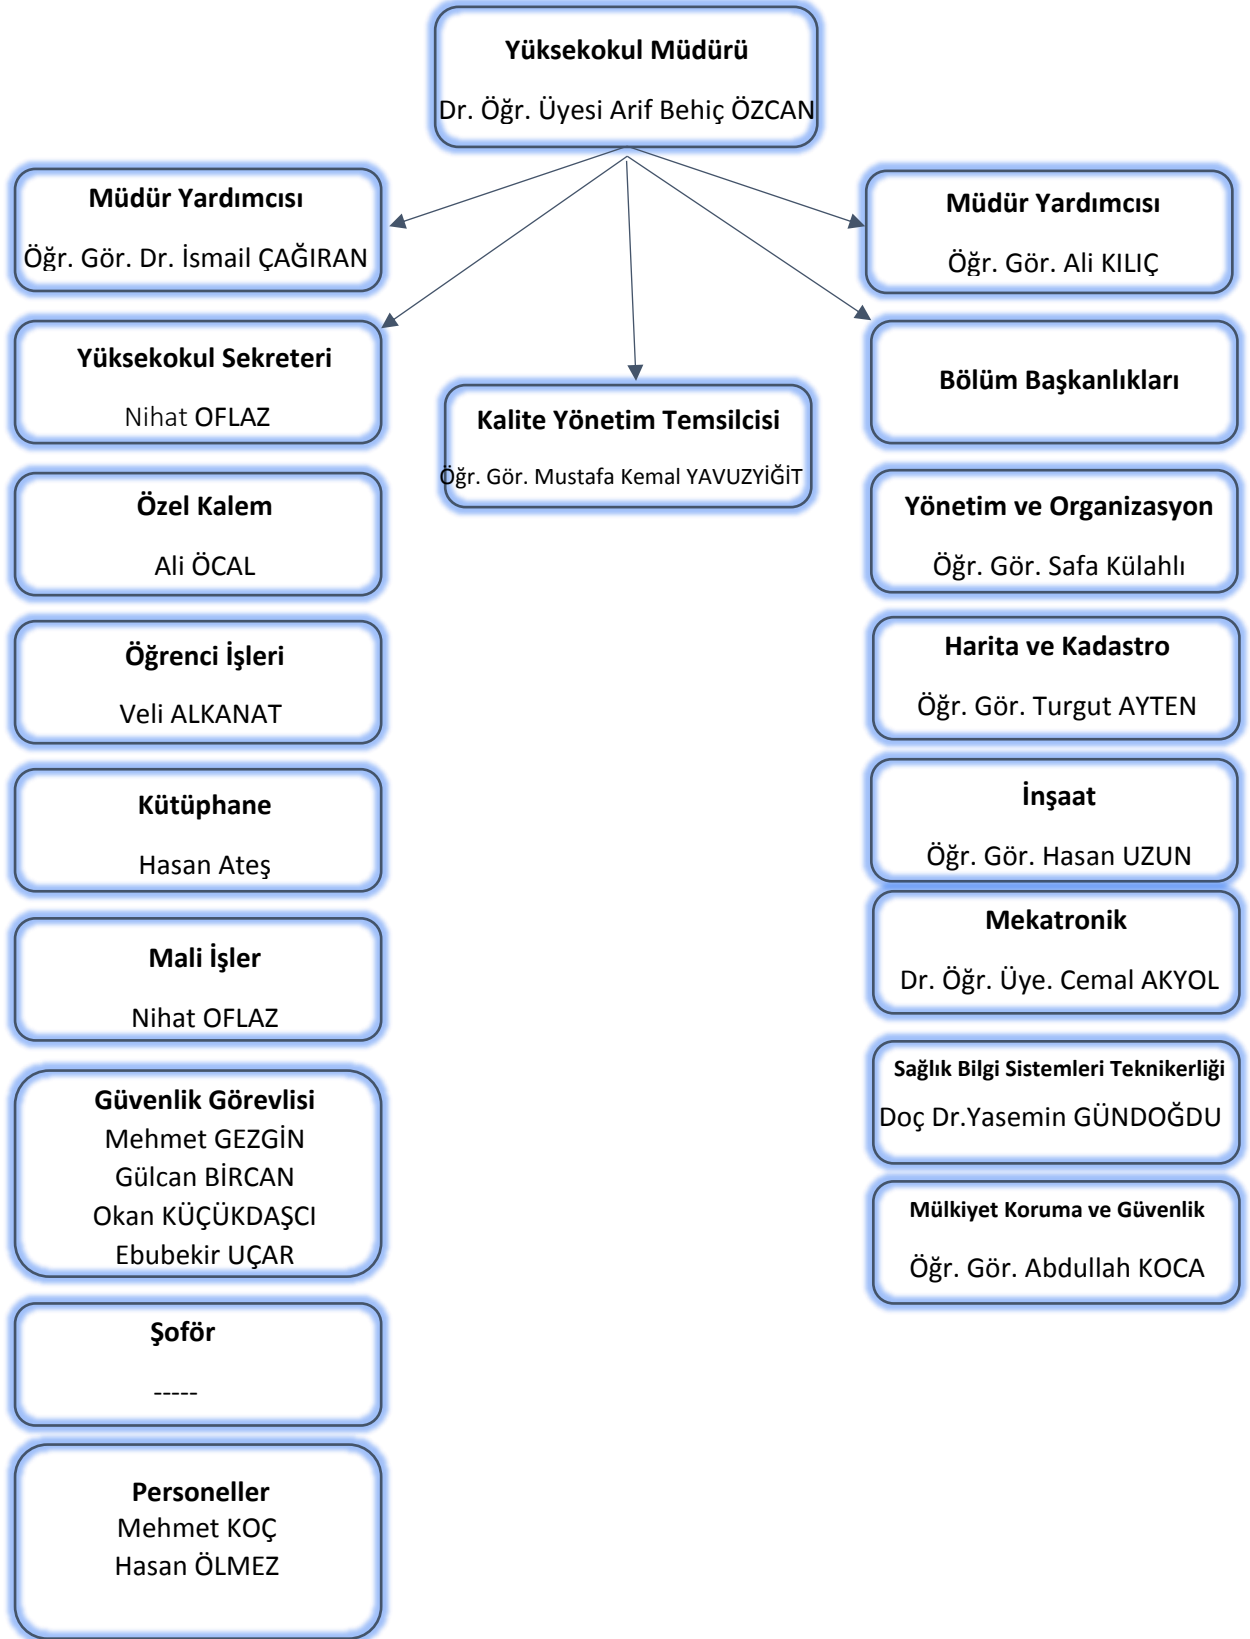 Yüksekokul Müdürü
Dr. Öğr. Üyesi Arif Behiç ÖZCAN
Müdür Yardımcısı
Öğr. Gör. Dr. İsmail ÇAĞIRAN
Müdür Yardımcısı
Öğr. Gör. Ali KILIÇ
Yüksekokul Sekreteri
Nihat OFLAZ
Kalite Yönetim Temsilcisi
Öğr. Gör. Mustafa Kemal YAVUZYİĞİT
Bölüm Başkanlıkları
Özel Kalem
Ali ÖCAL
Öğrenci İşleri
Veli ALKANAT
Kütüphane
Hasan Ateş
Mali İşler
Nihat OFLAZ
Güvenlik Görevlisi
Mehmet GEZGİN
Gülcan BİRCAN
Okan KÜÇÜKDAŞCI
Ebubekir UÇAR
Şoför
-----
Personeller
Mehmet KOÇ
Hasan ÖLMEZ
Yönetim ve Organizasyon
Öğr. Gör. Safa Külahlı
Harita ve Kadastro
Öğr. Gör. Turgut AYTEN
İnşaat
Öğr. Gör. Hasan UZUN
Mekatronik
Dr. Öğr. Üye. Cemal AKYOL
Sağlık Bilgi Sistemleri Teknikerliği
Doç Dr.Yasemin GÜNDOĞDU
Mülkiyet Koruma ve Güvenlik
Öğr. Gör. Abdullah KOCA